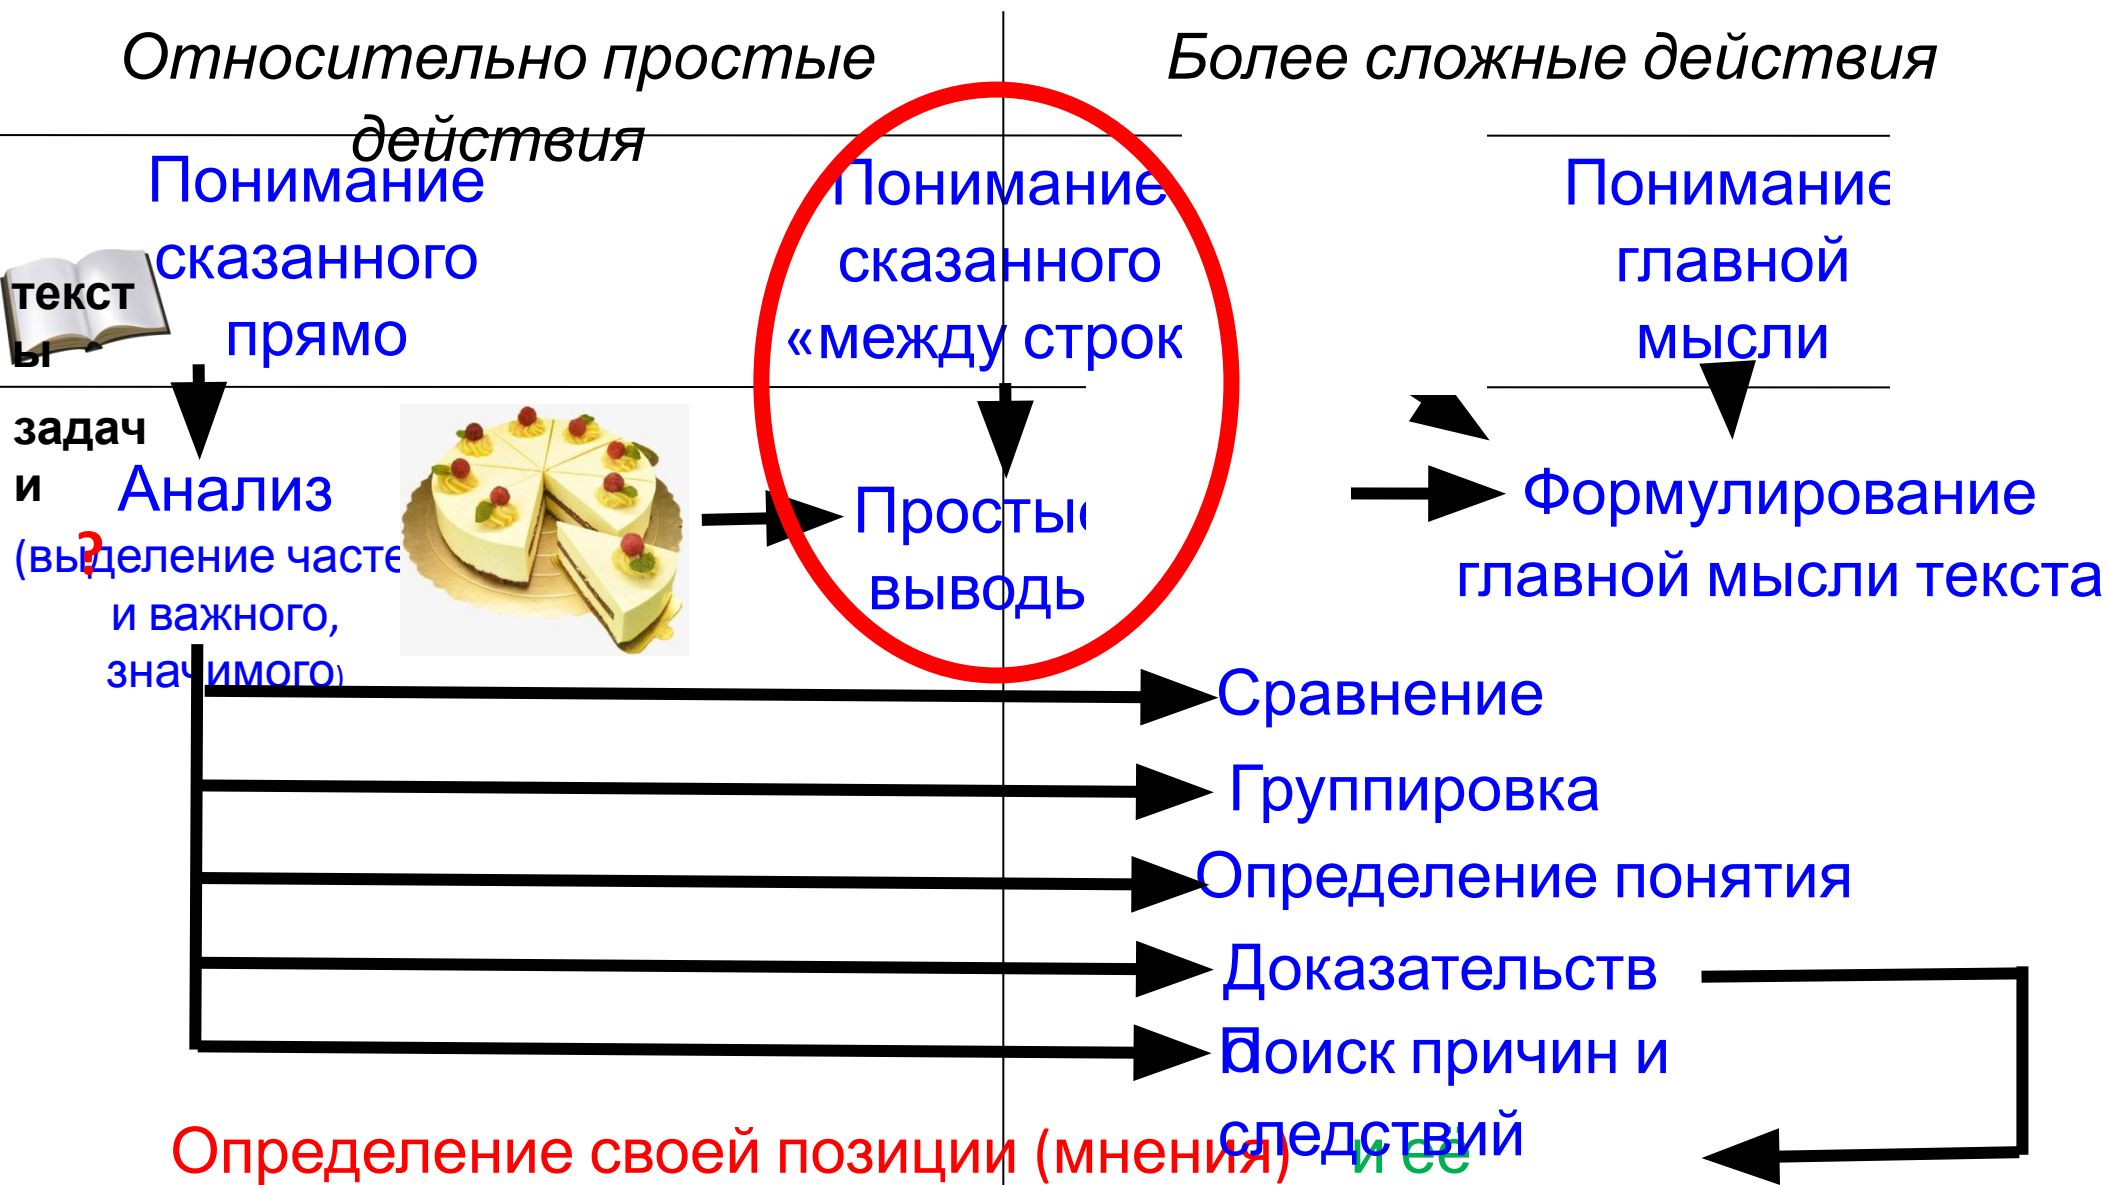 Относительно простые
действия
Более сложные действия
Понимание
сказанного
прямо
Понимание
сказанного
«между строк
Понимание
главной
мысли
текст
ы
задач
и
?
Анализ
(выделение часте
и важного,
значимого)
Простые
выводы
Формулирование
главной мысли текста
Сравнение
Группировка
Определение понятия
Доказательств
о
Поиск причин и
следствий
Определение своей позиции (мнения)
и её